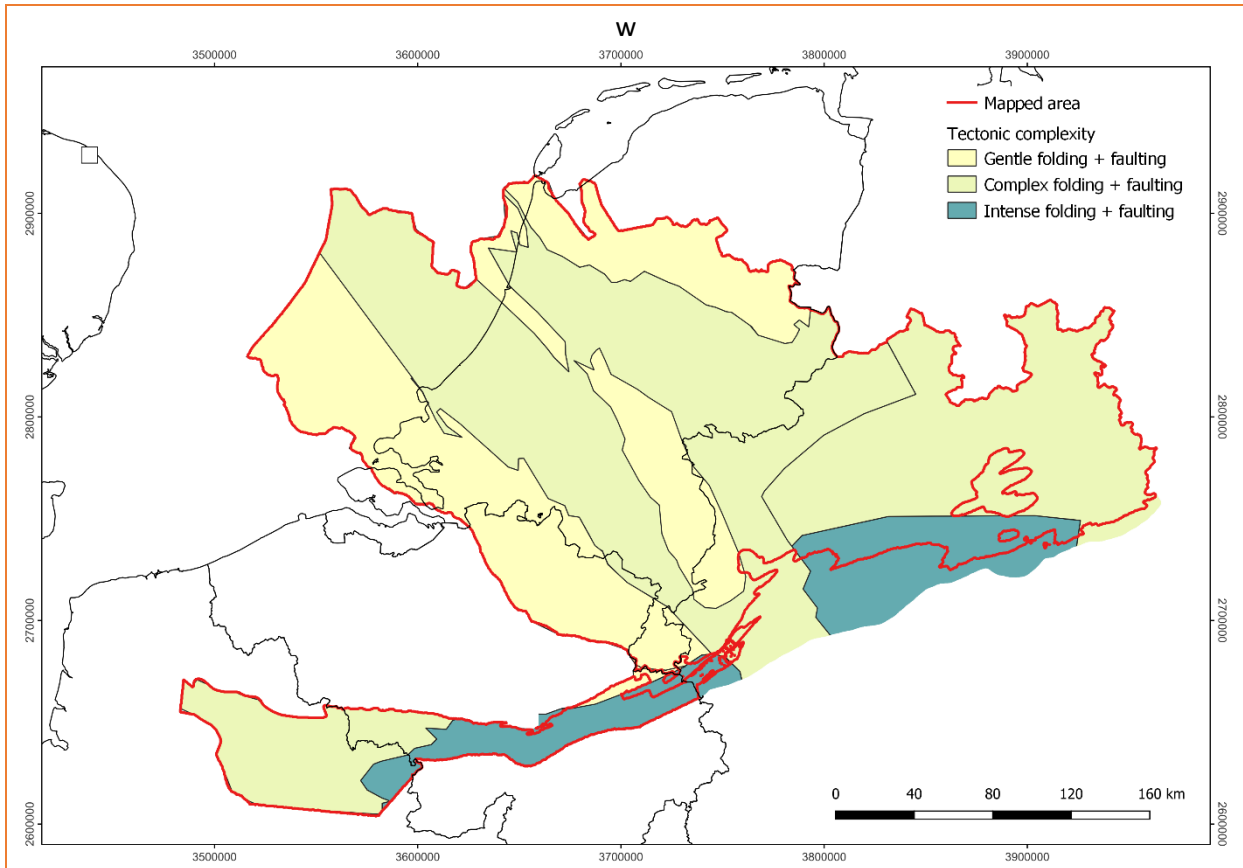 W
3500000 3600000 3700000 3800000 3900000
Mapped area
Tectonic complexity
Gentle folding + faulting
Complex folding + faulting
Intense folding + faulting
2900000 2900000
2800000 2800000
2700000 2700000
2600000 2600000
0 40 80 120 160 km
3500000 3600000 3700000 3800000 3900000